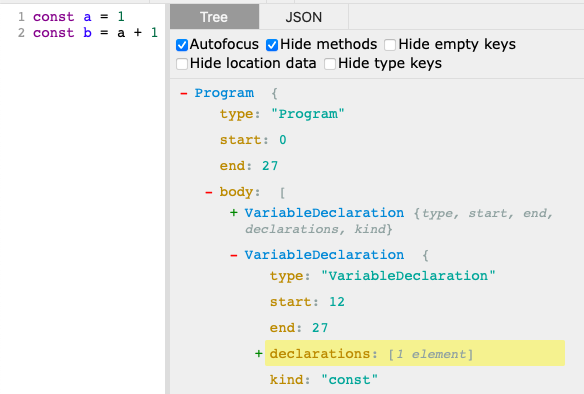 1 const a = 1
2 const b = a + 1
Tree JSON
Autofocus Hide methods Hide empty keys
Hide location data Hide type keys
- Program {
type: "Program"
start: 0
end: 27
- body: [
+ VariableDeclaration {type, start, end,
declarations, kind}
- VariableDeclaration {
type: "VariableDeclaration"
start: 12
end: 27
+ declarations: [1 element]
kind: "const"